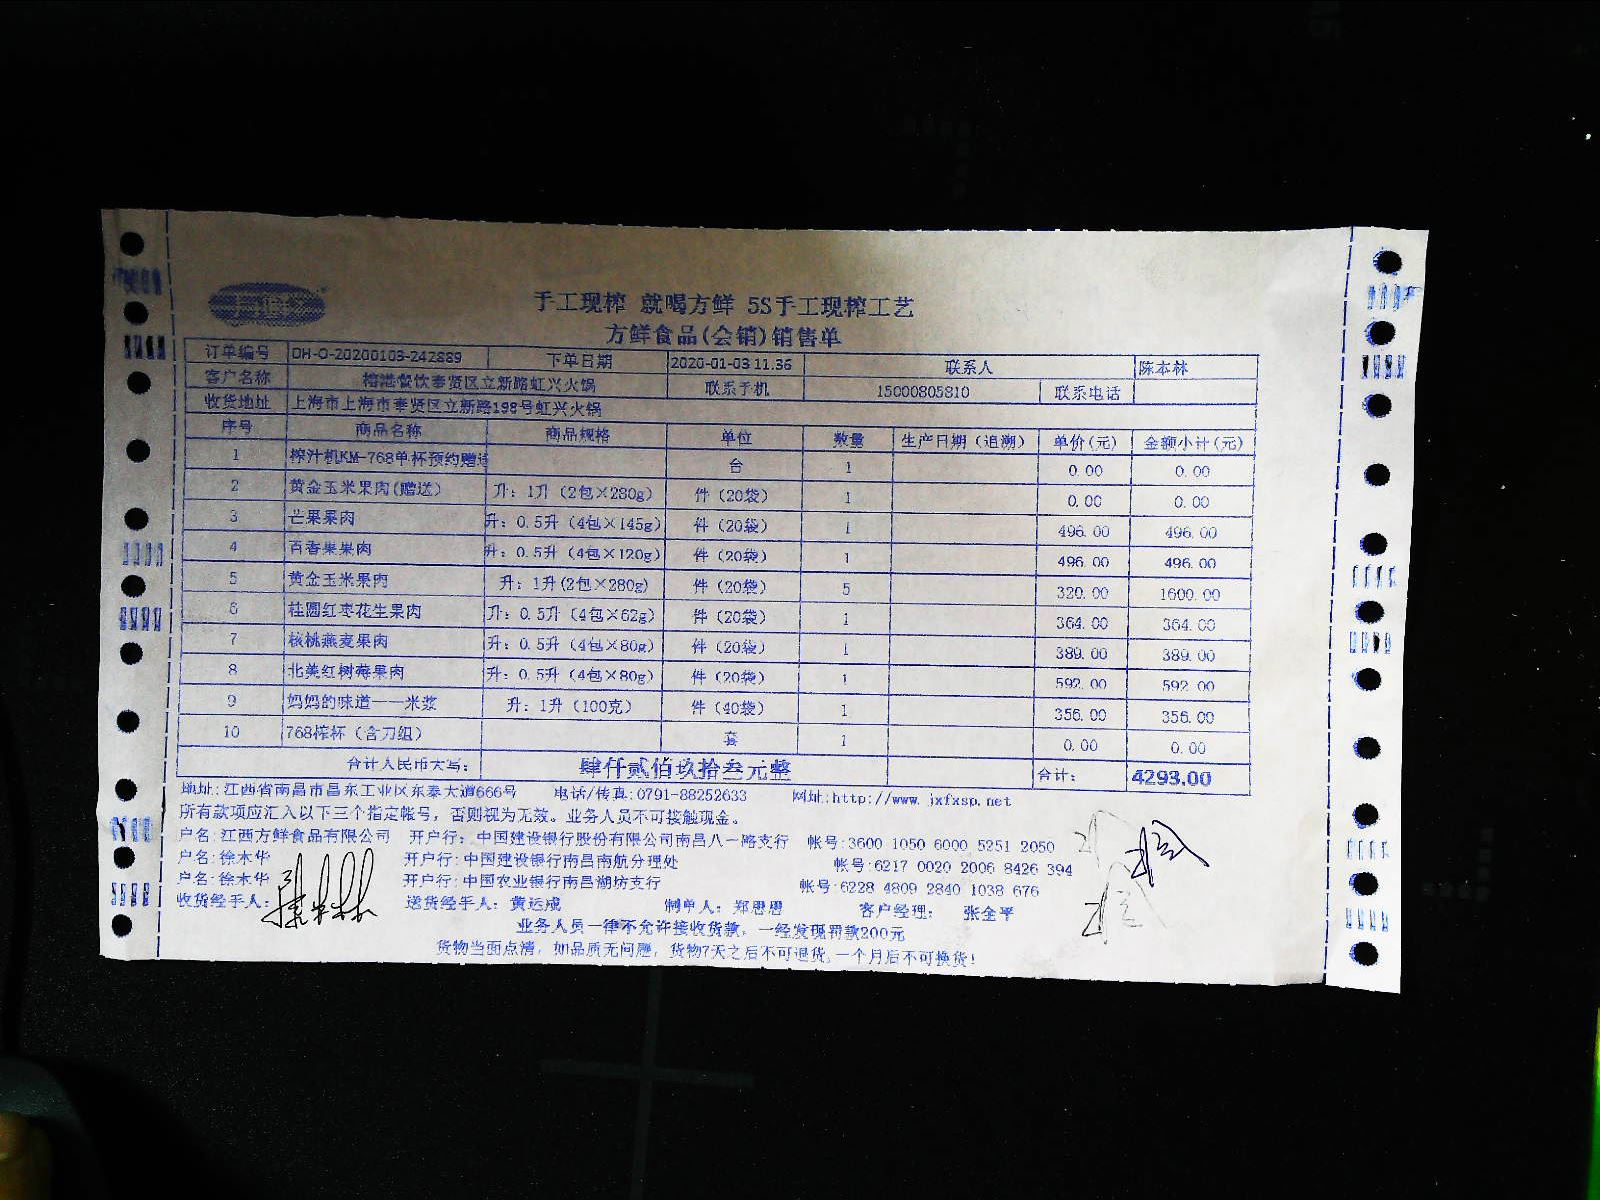 手工现榨 就喝方鲜 5S手工现榨工艺
方鲜食品(会销)销售单
订单编号 DH-O-20200103-242889 下单日期 2020-01-03 11.36 联系人 陈本林
客户名称 榕港餐饮奉贤区立新路虹兴火锅 联系手机 15000805810 联系电话
收货地址 上海市上海市奉贤区立新路198号虹兴火锅
序号 商品名称 商品规格 单位 数量 生产日期（追溯） 单价(元) 金额小计(元)
1 榨汁机KM-768单杯预约赠送 台 1 0.00 0.00
2 黄金玉米果肉(赠送) 升：1升（2包×280g） 件（20袋） 1 0.00 0.00
3 芒果果肉 升：0.5升（4包×145g） 件（20袋） 1 496.00 496.00
4 百香果果肉 升：0.5升（4包×120g） 件（20袋） 1 496.00 496.00
5 黄金玉米果肉 升：1升(2包×280g) 件（20袋） 5 320.00 1600.00
6 桂圆红枣花生果肉 升：0.5升（4包×62g） 件（20袋） 1 364.00 364.00
7 核桃燕麦果肉 升：0.5升（4包×80g） 件（20袋） 1 389.00 389.00
8 北美红树莓果肉 升：0.5升（4包×80g） 件（20袋） 1 592.00 592.00
9 妈妈的味道——米浆 升：1升（100克） 件（40袋） 1 356.00 356.00
10 768榨杯（含刀组） 套 1 0.00 0.00
合计人民币大写： 肆仟贰佰玖拾叁元整 合计： 4293.00
地址:江西省南昌市昌东工业区东泰大道666号 电话/传真:0791-88252633 网址:http://www.jxfxsp.net
所有款项应汇入以下三个指定帐号，否则视为无效。业务人员不可接触现金。
户名:江西方鲜食品有限公司 开户行:中国建设银行股份有限公司南昌八一路支行 帐号:3600 1050 6000 5251 2050
户名:徐木华 开户行:中国建设银行南昌南航分理处 帐号:6217 0020 2006 8426 394
户名:徐木华 开户行:中国农业银行南昌湖坊支行 帐号:6228 4809 2840 1038 676
收货经手人: 送货经手人：黄运成 制单人：郑思思 客户经理： 张全平
业务人员一律不允许接收货款，一经发现罚款200元
货物当面点清，如品质无问题，货物7天之后不可退货,一个月后不可换货!